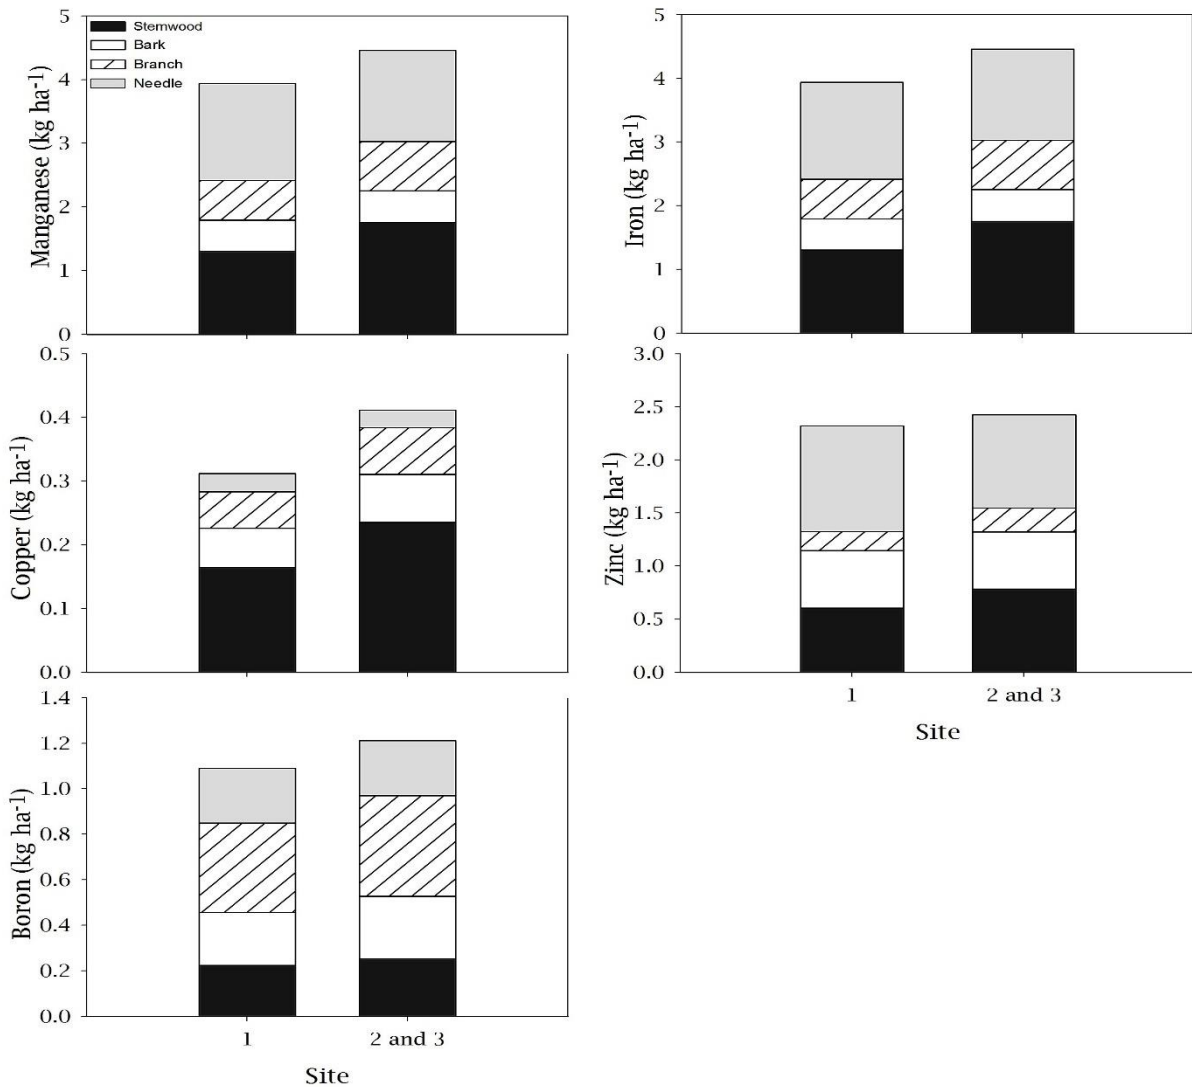 Manganese (kg ha-1)
5
4
3
2
1
0
Stemwood
Bark
Branch
Needle
Iron (kg ha-1)
5
4
3
2
1
0
Copper (kg ha-1)
0.5
0.4
0.3
0.2
0.1
0.0
Zinc (kg ha-1)
3.0
2.5
2.0
1.5
1.0
0.5
0.0
1
2 and 3
Site
Boron (kg ha-1)
1.4
1.2
1.0
0.8
0.6
0.4
0.2
0.0
1
2 and 3
Site